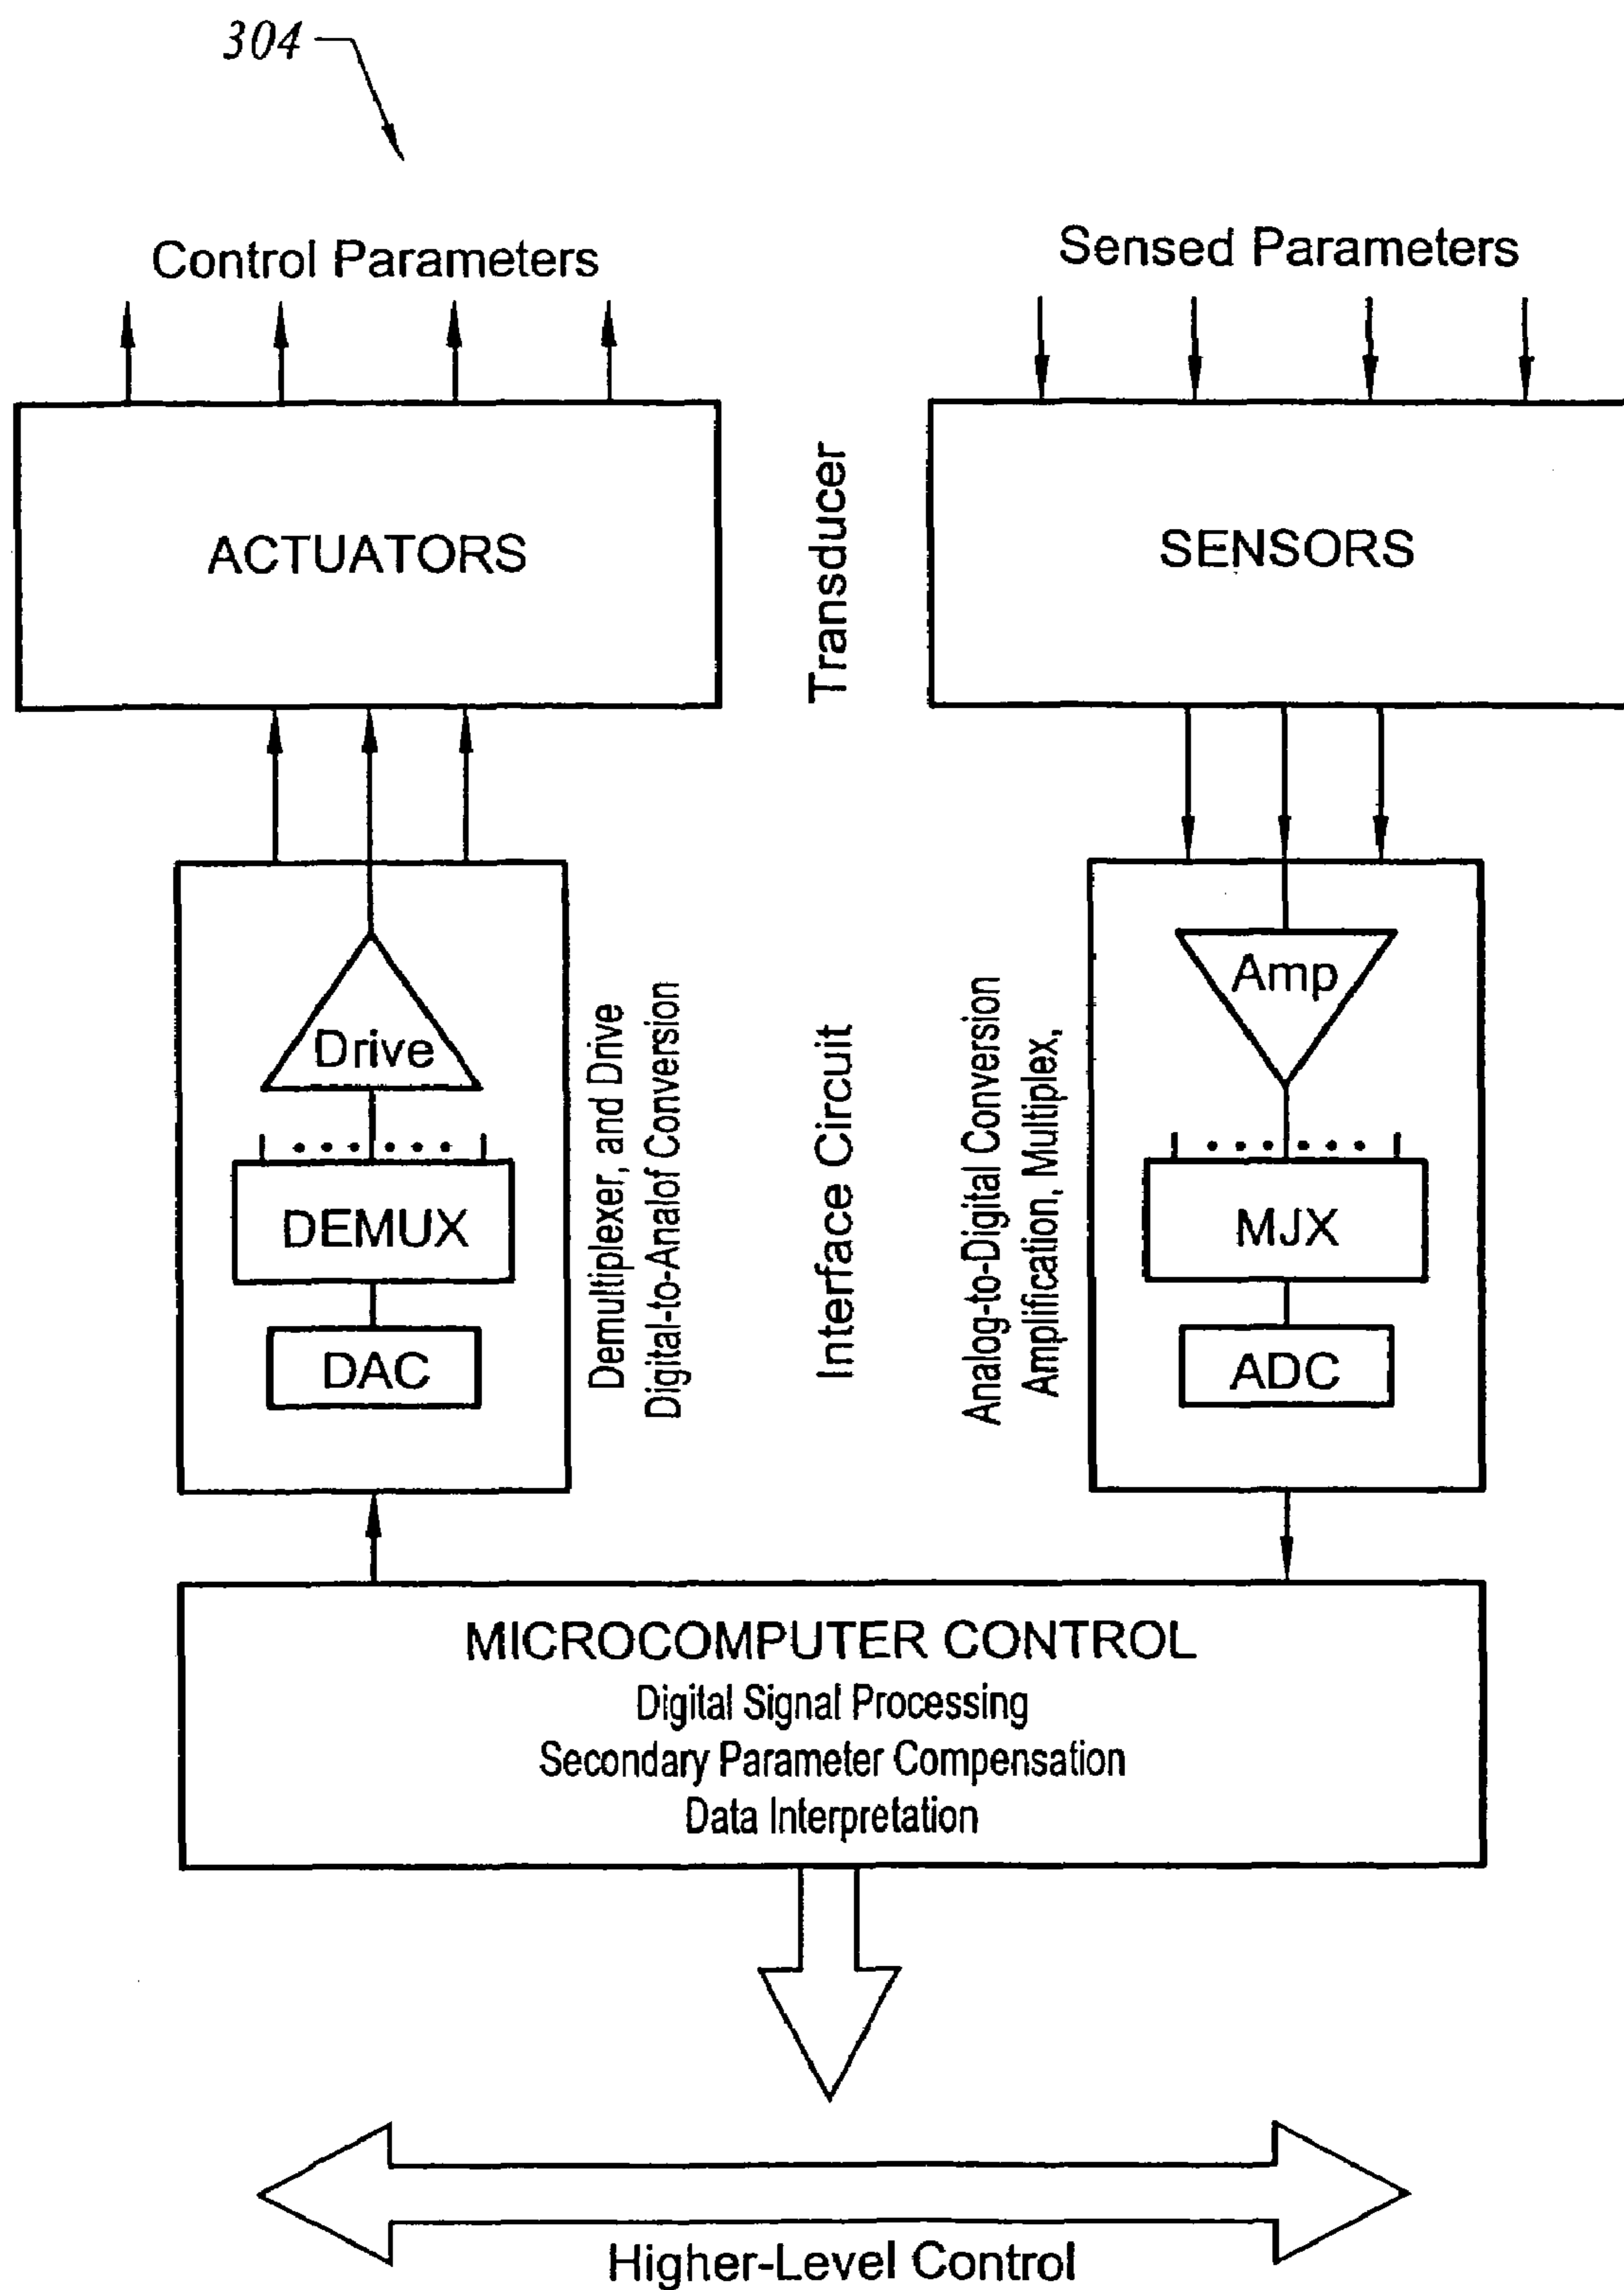 304
Control Parameters
Sensed Parameters
ACTUATORS
Transducer
SENSORS
Drive
DEMUX
DAC
Demultiplexer, and Drive
Digital-to-Analof Conversion
Interface Circuit
Analog-to-Digital Conversion
Amplification, Multiplex,
Amp
MJX
ADC
MICROCOMPUTER CONTROL
Digital Signal Processing
Secondary Parameter Compensation
Data Interpretation
Higher-Level Control